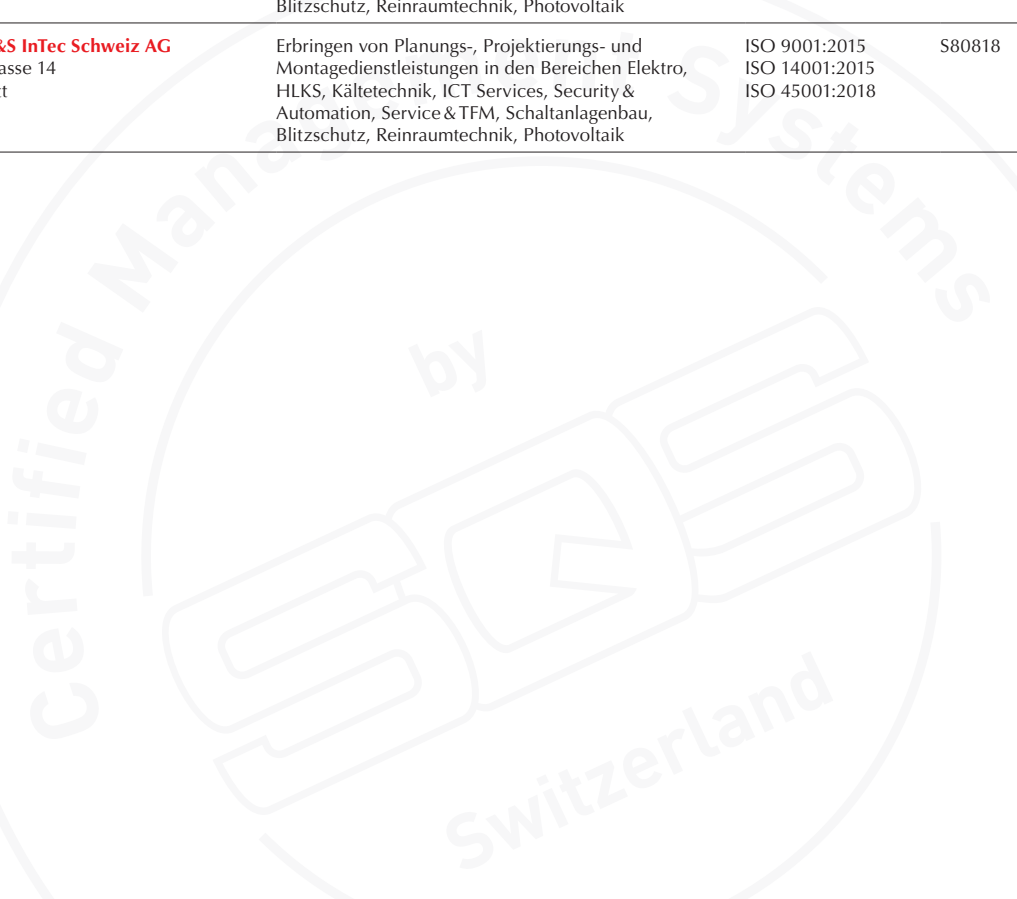 Blitzschutz, Reinraumtechnik, Photovoltaik
&S InTec Schweiz AG
asse 14
tt
Erbringen von Planungs-, Projektierungs- und
Montagedienstleistungen in den Bereichen Elektro,
HLKS, Kältetechnik, ICT Services, Security &
Automation, Service & TFM, Schaltanlagenbau,
Blitzschutz, Reinraumtechnik, Photovoltaik
ISO 9001:2015
ISO 14001:2015
ISO 45001:2018
S80818
Certified Management Systems
by
SQS
Switzerland